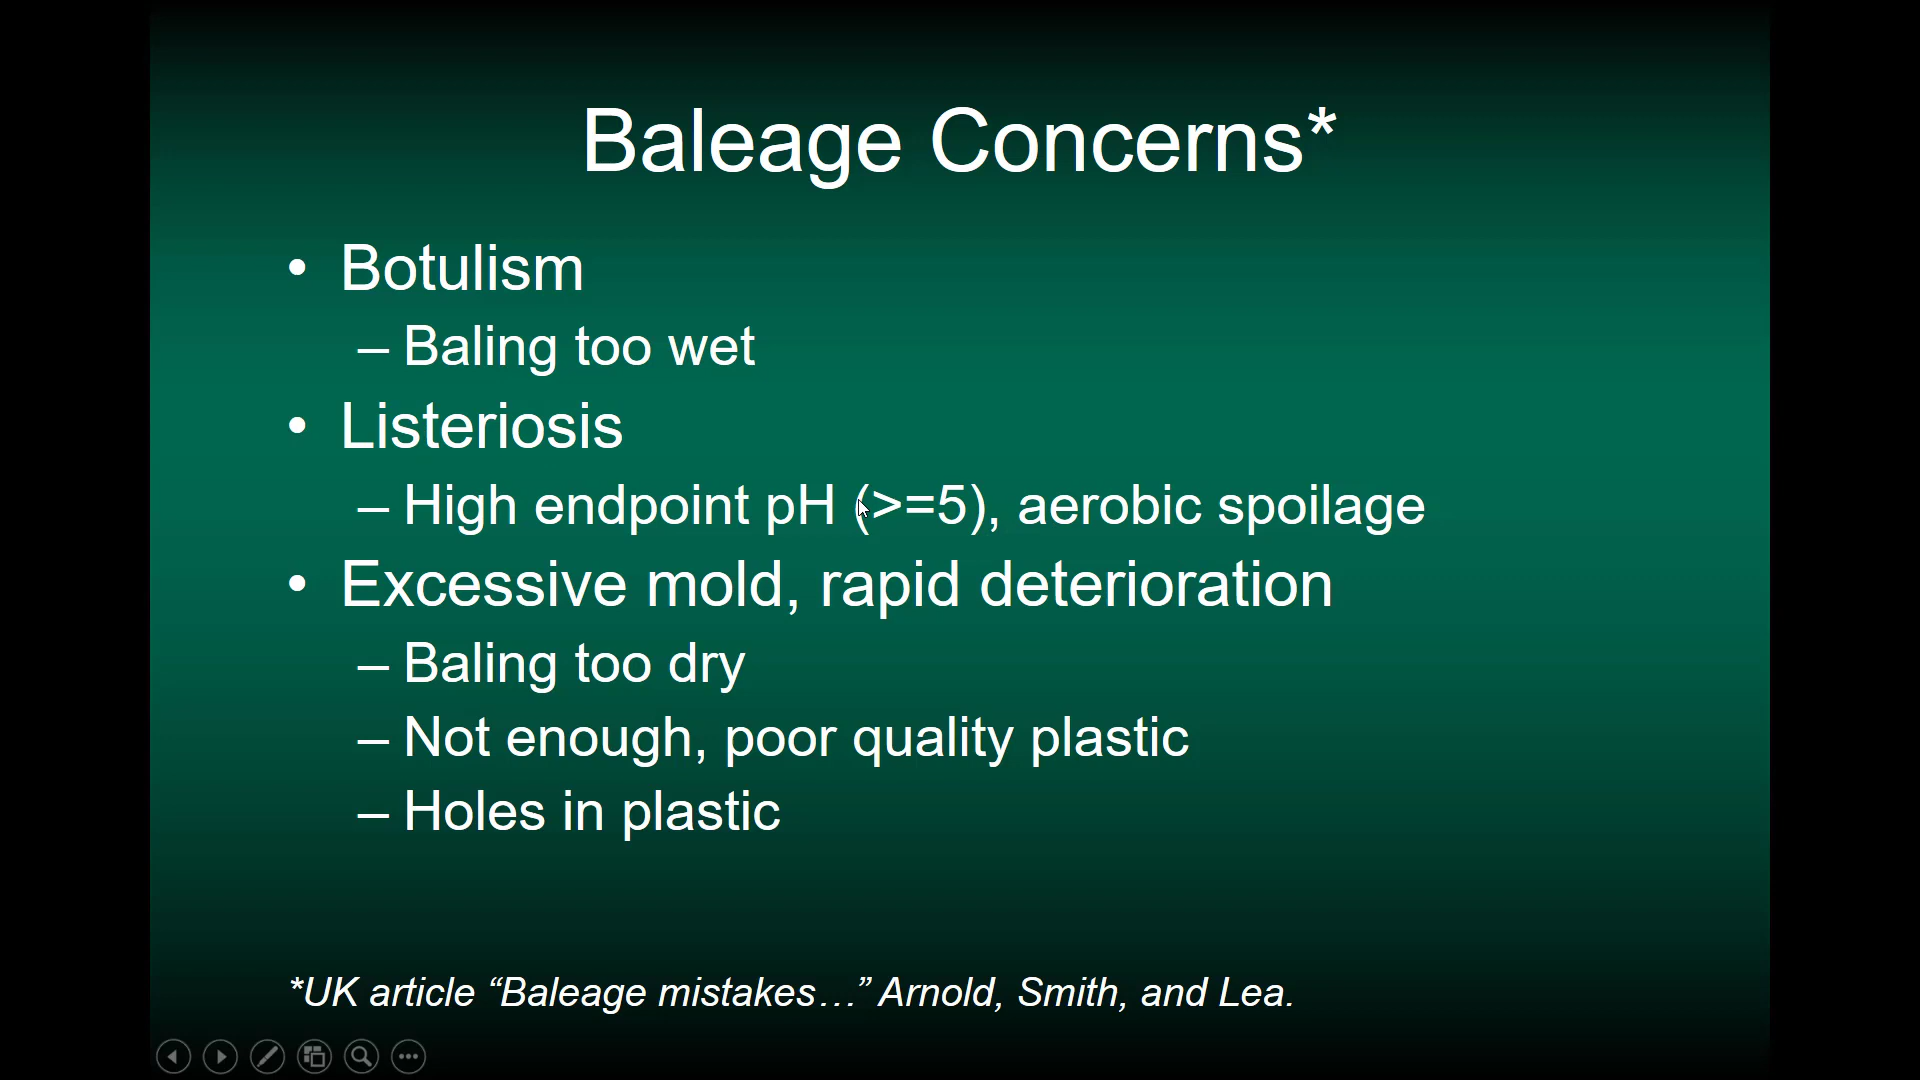 Baleage Concerns*
• Botulism
– Baling too wet
• Listeriosis
– High endpoint pH (>=5), aerobic spoilage
• Excessive mold, rapid deterioration
– Baling too dry
– Not enough, poor quality plastic
– Holes in plastic
*UK article “Baleage mistakes…” Arnold, Smith, and Lea.